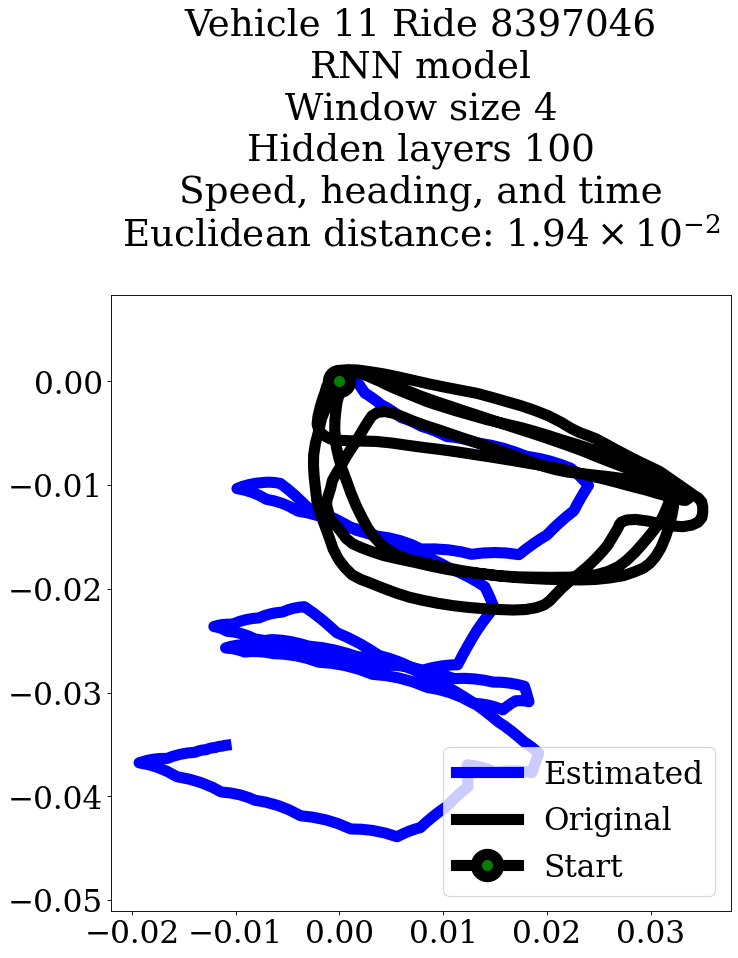 Vehicle 11 Ride 8397046
RNN model
Window size 4
Hidden layers 100
Speed, heading, and time
Euclidean distance: 1.94 × 10⁻²
0.00
−0.01
−0.02
−0.03
−0.04
−0.05
Estimated
Original
Start
−0.02 −0.01 0.00 0.01 0.02 0.03